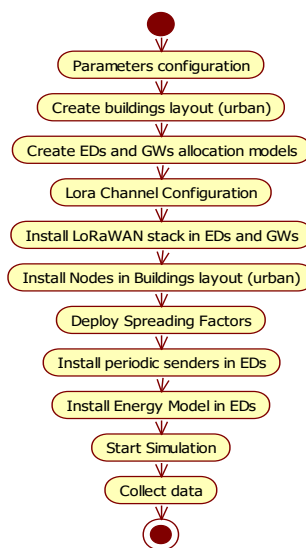 Parameters configuration
Create buildings layout (urban)
Create EDs and GWs allocation models
Lora Channel Configuration
Install LoRaWAN stack in EDs and GWs
Install Nodes in Buildings layout (urban)
Deploy Spreading Factors
Install periodic senders in EDs
Install Energy Model in EDs
Start Simulation
Collect data